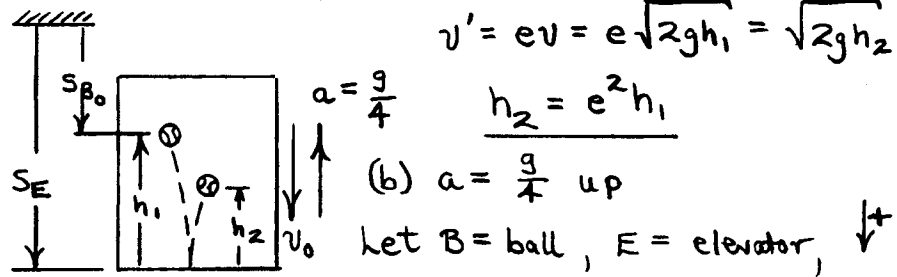 v' = ev = e√2gh₁ = √2gh₂
h₂ = e²h₁
S_B₀
a = g/4
S_E
h₁
h₂
v₀
(b) a = g/4 up
Let B = ball, E = elevator, ↓+